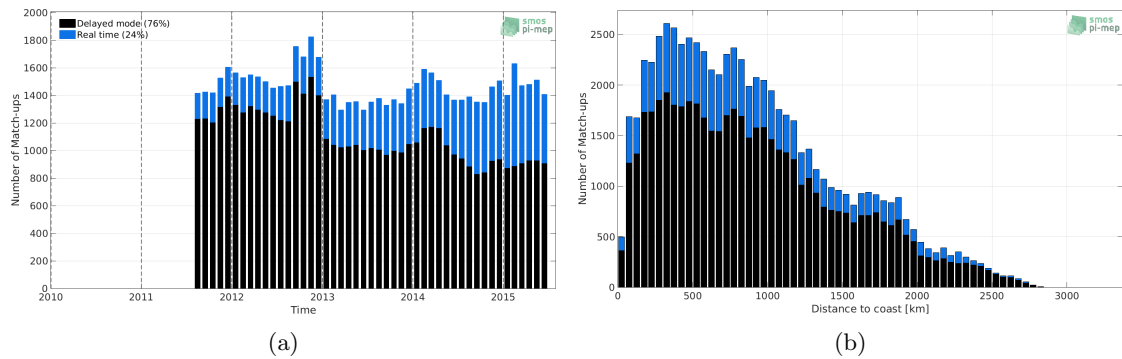 Delayed mode (76%)
Real time (24%)
smos
pi-mep
Number of Match-ups
2000
1800
1600
1400
1200
1000
800
600
400
200
0
2010
2011
2012
2013
2014
2015
Time
(a)
smos
pi-mep
Number of Match-ups
2500
2000
1500
1000
500
0
0
500
1000
1500
2000
2500
3000
Distance to coast [km]
(b)